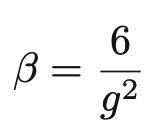 β = 6 / g²